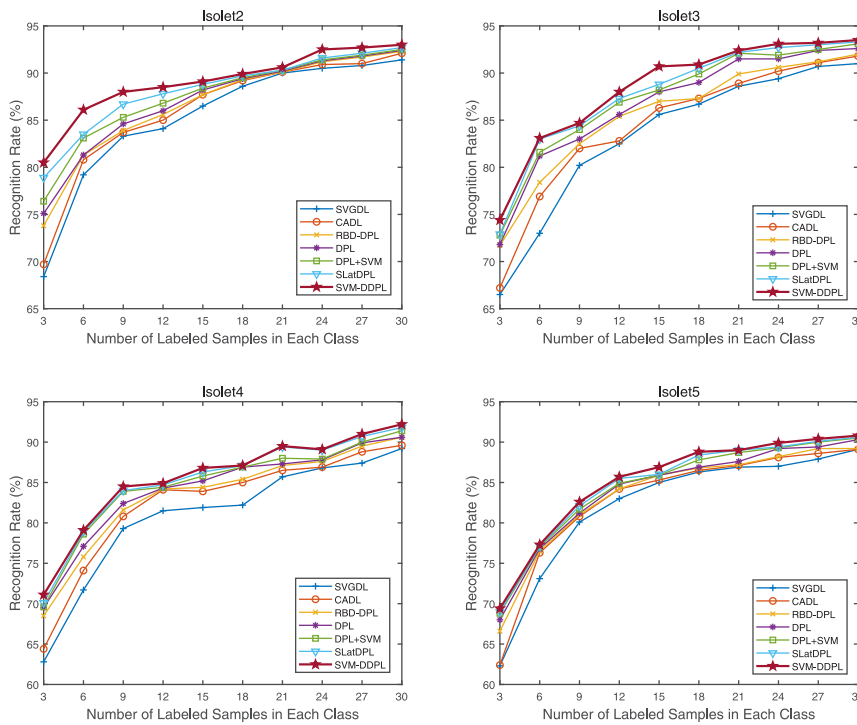 Isolet2
Recognition Rate (%)
95
90
85
80
75
70
65
3 6 9 12 15 18 21 24 27 30
Number of Labeled Samples in Each Class
SVGDL
CADL
RBD-DPL
DPL
DPL+SVM
SLatDPL
SVM-DDPL
Isolet3
Recognition Rate (%)
95
90
85
80
75
70
65
3 6 9 12 15 18 21 24 27
Number of Labeled Samples in Each Class
SVGDL
CADL
RBD-DPL
DPL
DPL+SVM
SLatDPL
SVM-DDPL
Isolet4
Recognition Rate (%)
95
90
85
80
75
70
65
60
3 6 9 12 15 18 21 24 27 30
Number of Labeled Samples in Each Class
SVGDL
CADL
RBD-DPL
DPL
DPL+SVM
SLatDPL
SVM-DDPL
Isolet5
Recognition Rate (%)
95
90
85
80
75
70
65
60
3 6 9 12 15 18 21 24 27
Number of Labeled Samples in Each Class
SVGDL
CADL
RBD-DPL
DPL
DPL+SVM
SLatDPL
SVM-DDPL